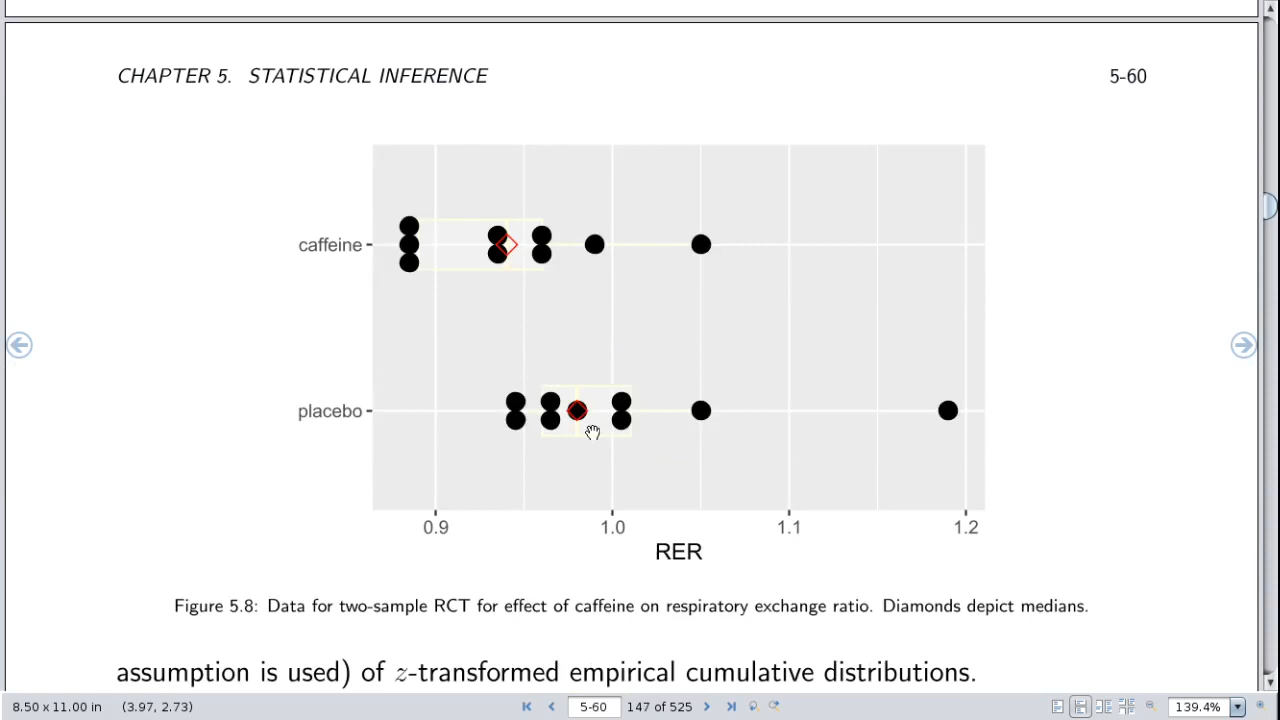 CHAPTER 5. STATISTICAL INFERENCE 5-60
caffeine
placebo
0.9 1.0 1.1 1.2
RER
Figure 5.8: Data for two-sample RCT for effect of caffeine on respiratory exchange ratio. Diamonds depict medians.
assumption is used) of z-transformed empirical cumulative distributions.
8.50 x 11.00 in (3.97, 2.73) 5-60 147 of 525 139.4%